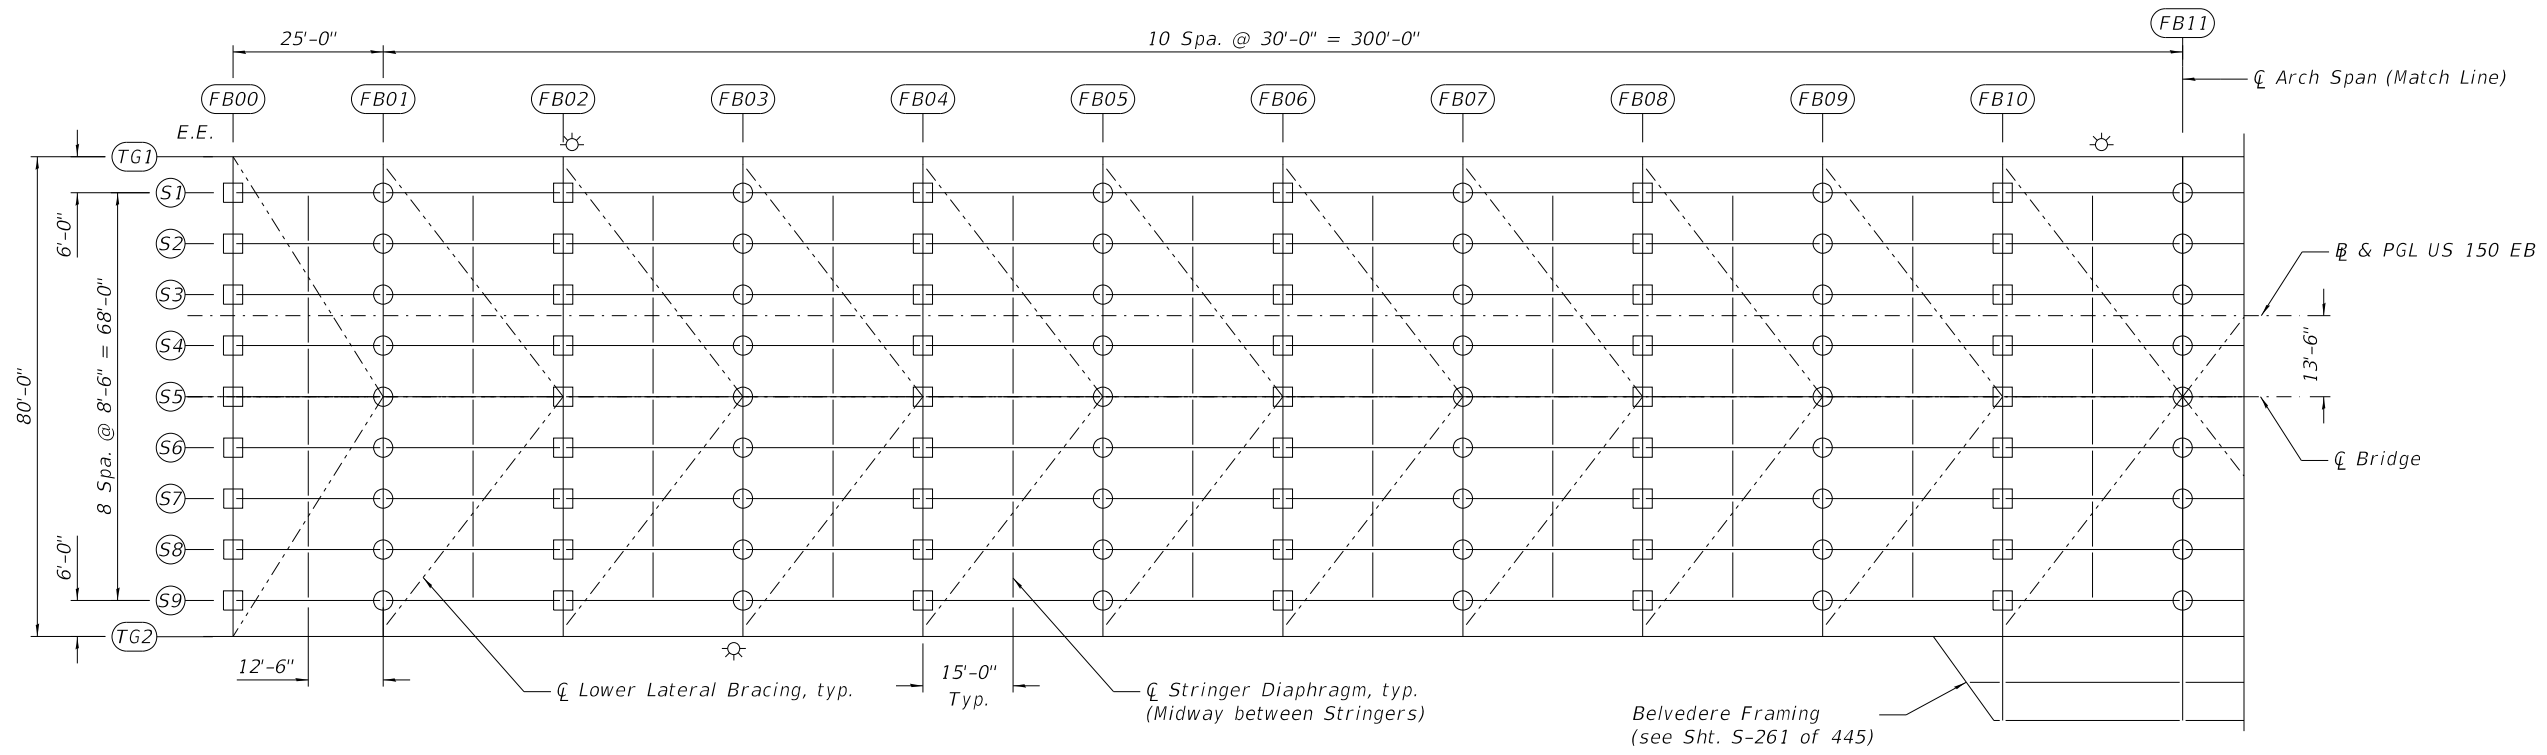 FB11
25'-0"
10 Spa. @ 30'-0" = 300'-0"
℄ Arch Span (Match Line)
FB00
FB01
FB02
FB03
FB04
FB05
FB06
FB07
FB08
FB09
FB10
E.E.
TG1
S1
S2
S3
S4
S5
S6
S7
S8
S9
TG2
6'-0"
8 Spa. @ 8'-6" = 68'-0"
80'-0"
6'-0"
BL & PGL US 150 EB
13'-6"
℄ Bridge
12'-6"
℄ Lower Lateral Bracing, typ.
15'-0"
Typ.
℄ Stringer Diaphragm, typ.
(Midway between Stringers)
Belvedere Framing
(see Sht. S-261 of 445)